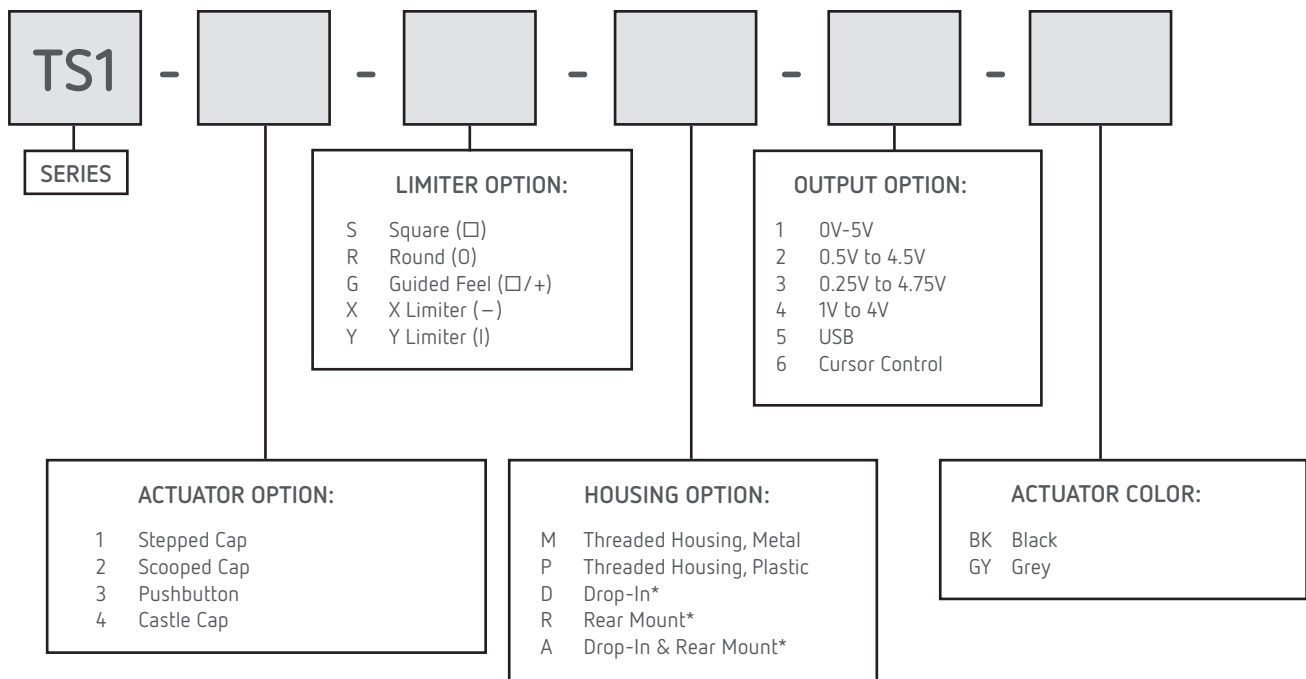 TS1 - - - - -
SERIES
LIMITER OPTION:
S Square (□)
R Round (O)
G Guided Feel (□/+)
X X Limiter (–)
Y Y Limiter (I)
OUTPUT OPTION:
1 0V-5V
2 0.5V to 4.5V
3 0.25V to 4.75V
4 1V to 4V
5 USB
6 Cursor Control
ACTUATOR OPTION:
1 Stepped Cap
2 Scooped Cap
3 Pushbutton
4 Castle Cap
HOUSING OPTION:
M Threaded Housing, Metal
P Threaded Housing, Plastic
D Drop-In*
R Rear Mount*
A Drop-In & Rear Mount*
ACTUATOR COLOR:
BK Black
GY Grey